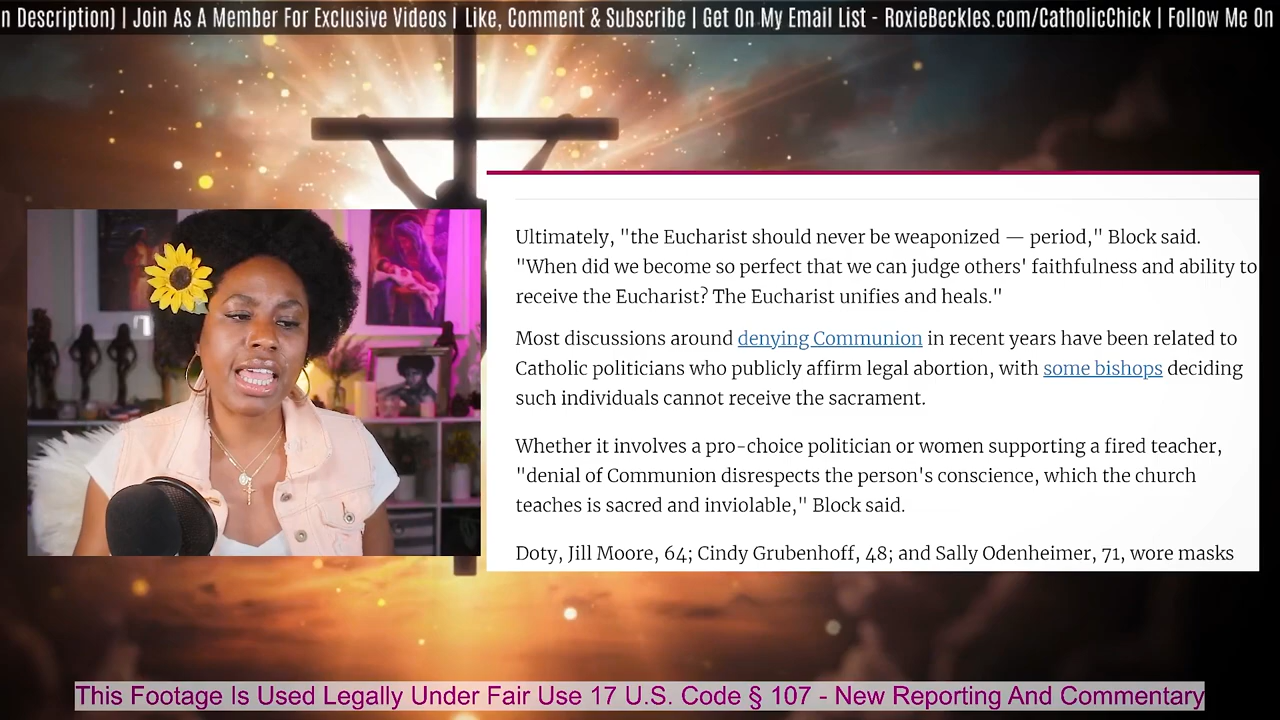 n Description) | Join As A Member For Exclusive Videos | Like, Comment & Subscribe | Get On My Email List - RoxieBeckles.com/CatholicChick | Follow Me On
Ultimately, "the Eucharist should never be weaponized — period," Block said.
"When did we become so perfect that we can judge others' faithfulness and ability to
receive the Eucharist? The Eucharist unifies and heals."
Most discussions around denying Communion in recent years have been related to
Catholic politicians who publicly affirm legal abortion, with some bishops deciding
such individuals cannot receive the sacrament.
Whether it involves a pro-choice politician or women supporting a fired teacher,
"denial of Communion disrespects the person's conscience, which the church
teaches is sacred and inviolable," Block said.
Doty, Jill Moore, 64; Cindy Grubenhoff, 48; and Sally Odenheimer, 71, wore masks
This Footage Is Used Legally Under Fair Use 17 U.S. Code § 107 - New Reporting And Commentary